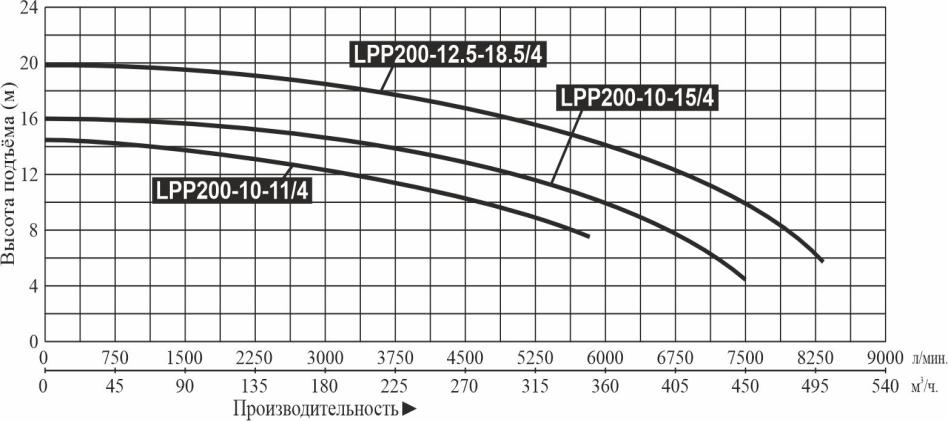 24
20
16
12
8
4
0
Высота подъёма (м)
LPP200-12.5-18.5/4
LPP200-10-15/4
LPP200-10-11/4
0 750 1500 2250 3000 3750 4500 5250 6000 6750 7500 8250 9000 л/мин.
0 45 90 135 180 225 270 315 360 405 450 495 540 м³/ч.
Производительность►